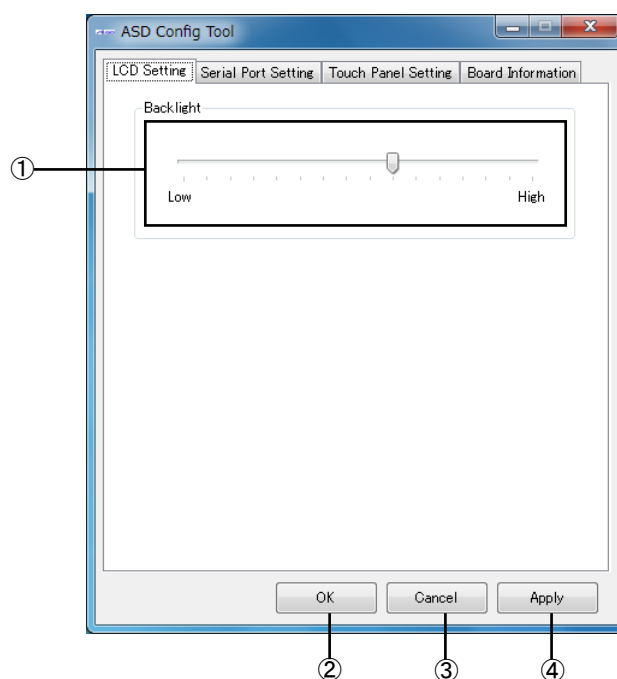 ASD Config Tool
LCD Setting Serial Port Setting Touch Panel Setting Board Information
Backlight
①
Low High
OK Cancel Apply
② ③ ④